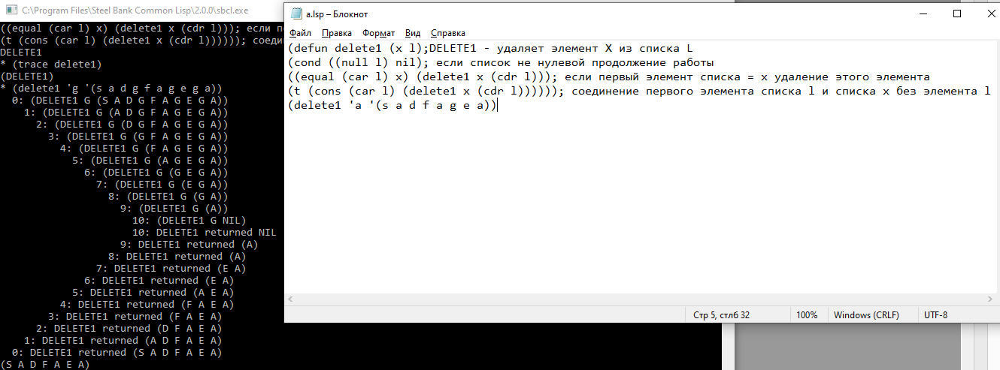 C:\Program Files\Steel Bank Common Lisp\2.0.0\sbcl.exe
((equal (car l) x) (delete1 x (cdr l))); если
(t (cons (car l) (delete1 x (cdr l)))))));
DELETE1
* (trace delete1)
(DELETE1)
* (delete1 'g '(s a d g f a g e g a))
0: (DELETE1 G (S A D G F A G E G A))
1: (DELETE1 G (A D G F A G E G A))
2: (DELETE1 G (D G F A G E G A))
3: (DELETE1 G (G F A G E G A))
4: (DELETE1 G (F A G E G A))
5: (DELETE1 G (A G E G A))
6: (DELETE1 G (G E G A))
7: (DELETE1 G (E G A))
8: (DELETE1 G (G A))
9: (DELETE1 G (A))
10: (DELETE1 G NIL)
10: DELETE1 returned NIL
9: DELETE1 returned (A)
8: DELETE1 returned (A)
7: DELETE1 returned (E A)
6: DELETE1 returned (E A)
5: DELETE1 returned (A E A)
4: DELETE1 returned (F A E A)
3: DELETE1 returned (F A E A)
2: DELETE1 returned (D F A E A)
1: DELETE1 returned (A D F A E A)
0: DELETE1 returned (S A D F A E A)
(S A D F A E A)
a.lsp – Блокнот
Файл Правка Формат Вид Справка
(defun delete1 (x l);DELETE1 - удаляет элемент X из списка L
(cond ((null l) nil); если список не нулевой продолжение работы
((equal (car l) x) (delete1 x (cdr l))); если первый элемент списка = x удаление этого элемента
(t (cons (car l) (delete1 x (cdr l)))))); соединение первого элемента списка l и списка x без элемента l
(delete1 'a '(s a d f a g e a))
Стр 5, стлб 32 100% Windows (CRLF) UTF-8